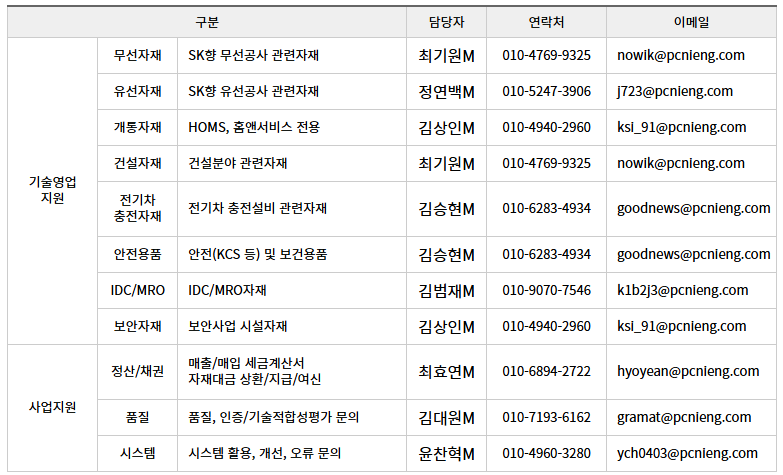 구분 담당자 연락처 이메일
기술영업
지원
무선자재 SK향 무선공사 관련자재 최기원M 010-4769-9325 nowik@pcnieng.com
유선자재 SK향 유선공사 관련자재 정연백M 010-5247-3906 j723@pcnieng.com
개통자재 HOMS, 홈앤서비스 전용 김상인M 010-4940-2960 ksi_91@pcnieng.com
건설자재 건설분야 관련자재 최기원M 010-4769-9325 nowik@pcnieng.com
전기차
충전자재 전기차 충전설비 관련자재 김승현M 010-6283-4934 goodnews@pcnieng.com
안전용품 안전(KCS 등) 및 보건용품 김승현M 010-6283-4934 goodnews@pcnieng.com
IDC/MRO IDC/MRO자재 김범재M 010-9070-7546 k1b2j3@pcnieng.com
보안자재 보안사업 시설자재 김상인M 010-4940-2960 ksi_91@pcnieng.com
사업지원
정산/채권 매출/매입 세금계산서
자재대금 상환/지급/여신 최효연M 010-6894-2722 hyoyean@pcnieng.com
품질 품질, 인증/기술적합성평가 문의 김대원M 010-7193-6162 gramat@pcnieng.com
시스템 시스템 활용, 개선, 오류 문의 윤찬혁M 010-4960-3280 ych0403@pcnieng.com